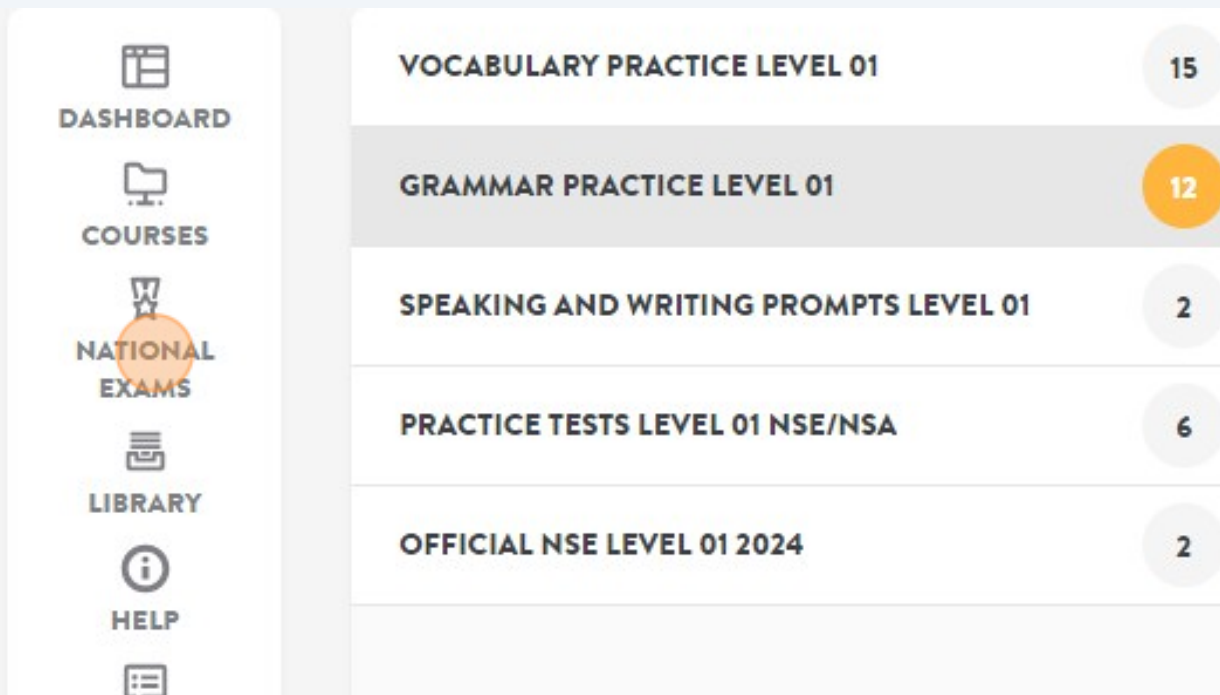 DASHBOARD
COURSES
NATIONAL
EXAMS
LIBRARY
HELP
VOCABULARY PRACTICE LEVEL 01 15
GRAMMAR PRACTICE LEVEL 01 12
SPEAKING AND WRITING PROMPTS LEVEL 01 2
PRACTICE TESTS LEVEL 01 NSE/NSA 6
OFFICIAL NSE LEVEL 01 2024 2